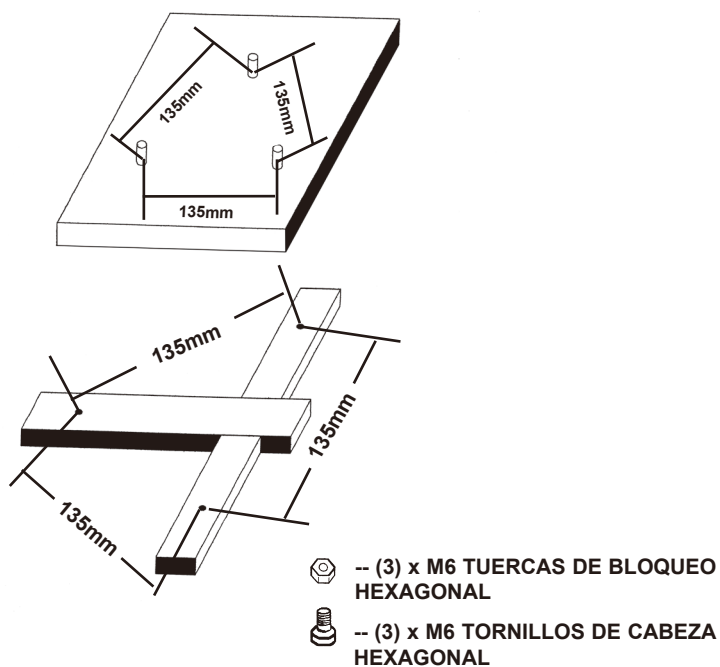 135mm
135mm
135mm
135mm
135mm
135mm
-- (3) x M6 TUERCAS DE BLOQUEO
HEXAGONAL
-- (3) x M6 TORNILLOS DE CABEZA
HEXAGONAL